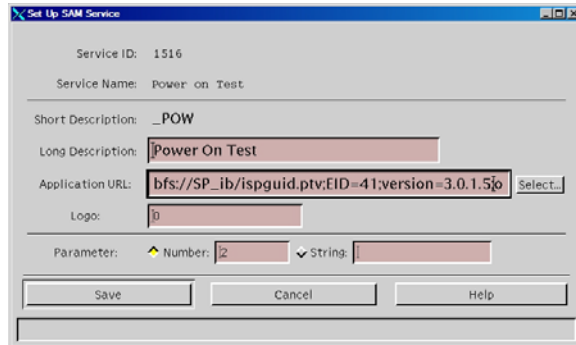 Set Up SAM Service
Service ID: 1516
Service Name: Power on Test
Short Description: _POW
Long Description: Power On Test
Application URL: bfs://SP_ib/ispguid.ptv;EID=41;version=3.0.1.5;o Select...
Logo: 0
Parameter: Number: 2 String:
Save Cancel Help